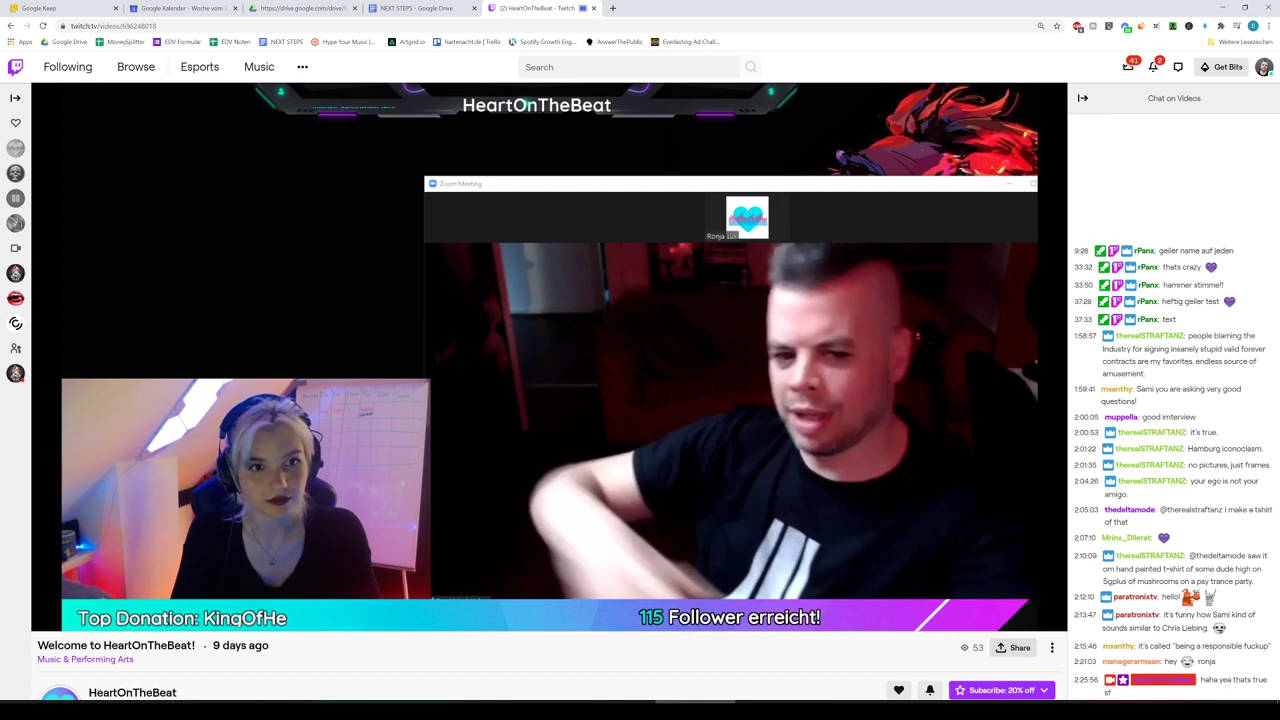 Google Keep
Google Kalender - Woche vom 3
https://drive.google.com/drive/f
NEXT STEPS - Google Drive
(2) HeartOnTheBeat - Twitch
twitch.tv/videos/696248018
Apps
Google Drive
MoneySplitter
EDV Formular
EDV Noten
NEXT STEPS
Hype Your Music |...
Artgrid.io
hartenacht.de | Trello
Spotify Growth Eng...
AnswerThePublic
Everlasting Ad Chall...
Weitere Lesezeichen
Following
Browse
Esports
Music
Search
41
2
Get Bits
HeartOnTheBeat
Chat on Videos
Zoom Meeting
Ronja Lux
9:26 rPanx: geiler name auf jeden
33:32 rPanx: thats crazy
33:50 rPanx: hammer stimme!!
37:28 rPanx: heftig geiler test
37:33 rPanx: text
1:58:57 therealSTRAFTANZ: people blaming the
Industry for signing insanely stupid valid forever
contracts are my favorites. endless source of
amusement.
1:59:41 mxanthy: Sami you are asking very good
questions!
2:00:05 muppella: good imterview
2:00:53 therealSTRAFTANZ: it's true.
2:01:22 therealSTRAFTANZ: Hamburg iconoclasm.
2:01:35 therealSTRAFTANZ: no pictures, just frames.
2:04:26 therealSTRAFTANZ: your ego is not your
amigo.
2:05:03 thedeltamode: @therealstraftanz i make a tshirt
of that
2:07:10 Mrinx_Dilerat:
2:10:09 therealSTRAFTANZ: @thedeltamode saw it
om hand painted t-shirt of some dude high on
5gplus of mushrooms on a psy trance party.
2:12:10 paratronixtv: hello!
2:13:47 paratronixtv: it's funny how Sami kind of
sounds similar to Chris Liebing.
2:15:46 mxanthy: it's called "being a responsible fuckup"
2:21:03 managerarmaan: hey ronja
2:25:56 haha yea thats true
sf
Top Donation: KingOfHe
115 Follower erreicht!
Welcome to HeartOnTheBeat! · 9 days ago
Music & Performing Arts
53
Share
HeartOnTheBeat
Subscribe: 20% off